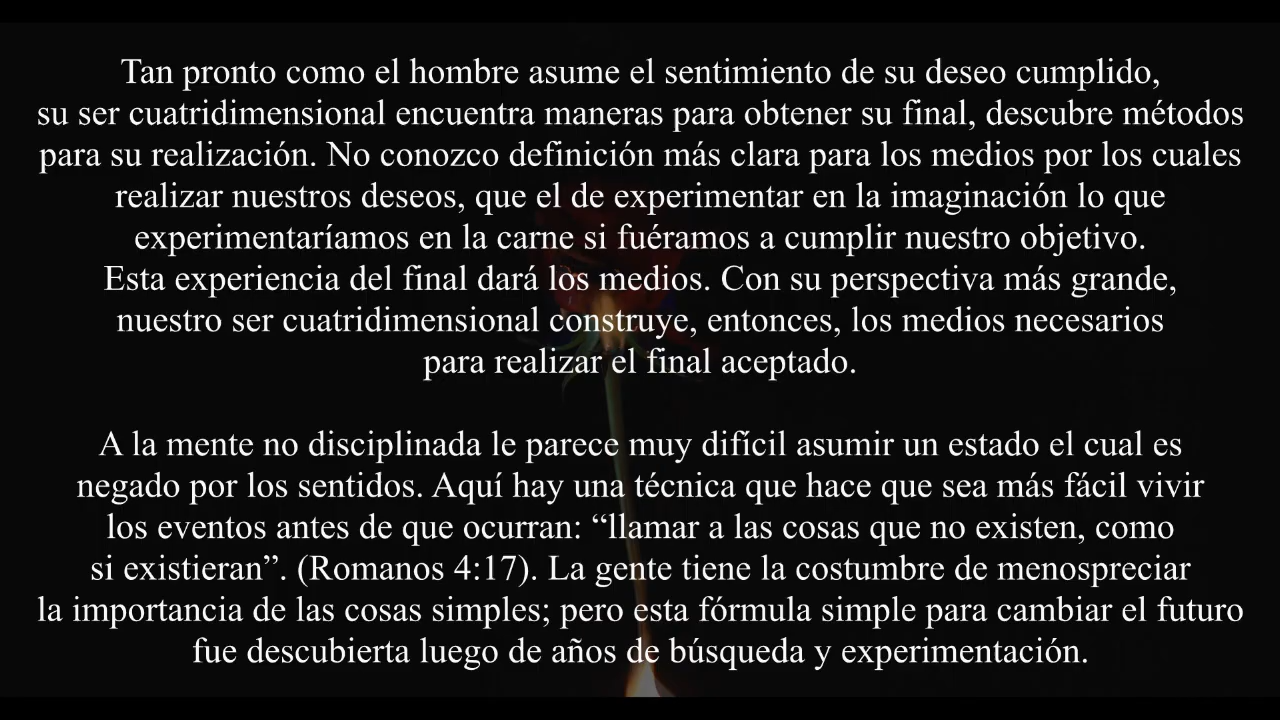 Tan pronto como el hombre asume el sentimiento de su deseo cumplido,
su ser cuatridimensional encuentra maneras para obtener su final, descubre métodos
para su realización. No conozco definición más clara para los medios por los cuales
realizar nuestros deseos, que el de experimentar en la imaginación lo que
experimentaríamos en la carne si fuéramos a cumplir nuestro objetivo.
Esta experiencia del final dará los medios. Con su perspectiva más grande,
nuestro ser cuatridimensional construye, entonces, los medios necesarios
para realizar el final aceptado.
A la mente no disciplinada le parece muy difícil asumir un estado el cual es
negado por los sentidos. Aquí hay una técnica que hace que sea más fácil vivir
los eventos antes de que ocurran: “llamar a las cosas que no existen, como
si existieran”. (Romanos 4:17). La gente tiene la costumbre de menospreciar
la importancia de las cosas simples; pero esta fórmula simple para cambiar el futuro
fue descubierta luego de años de búsqueda y experimentación.